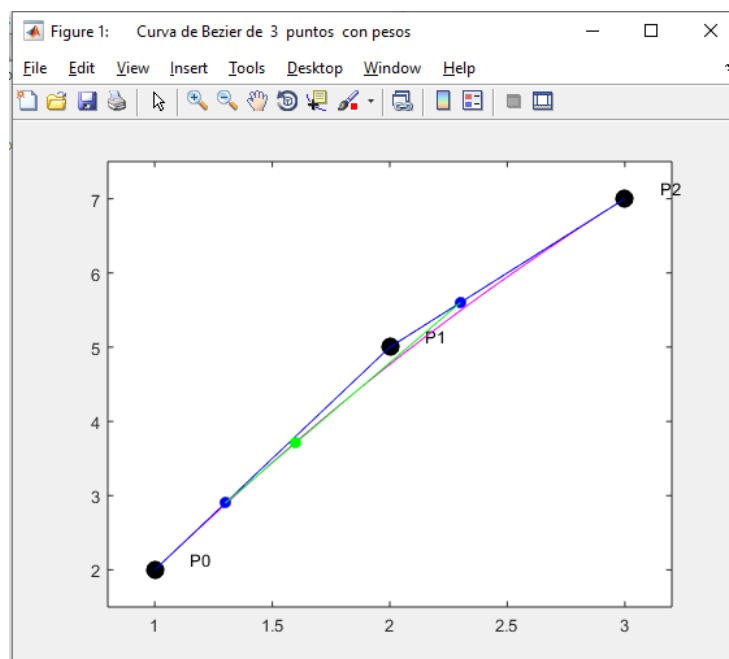 Figure 1: Curva de Bezier de 3 puntos con pesos
File Edit View Insert Tools Desktop Window Help
7
P2
6
5
P1
4
3
P0
2
1 1.5 2 2.5 3